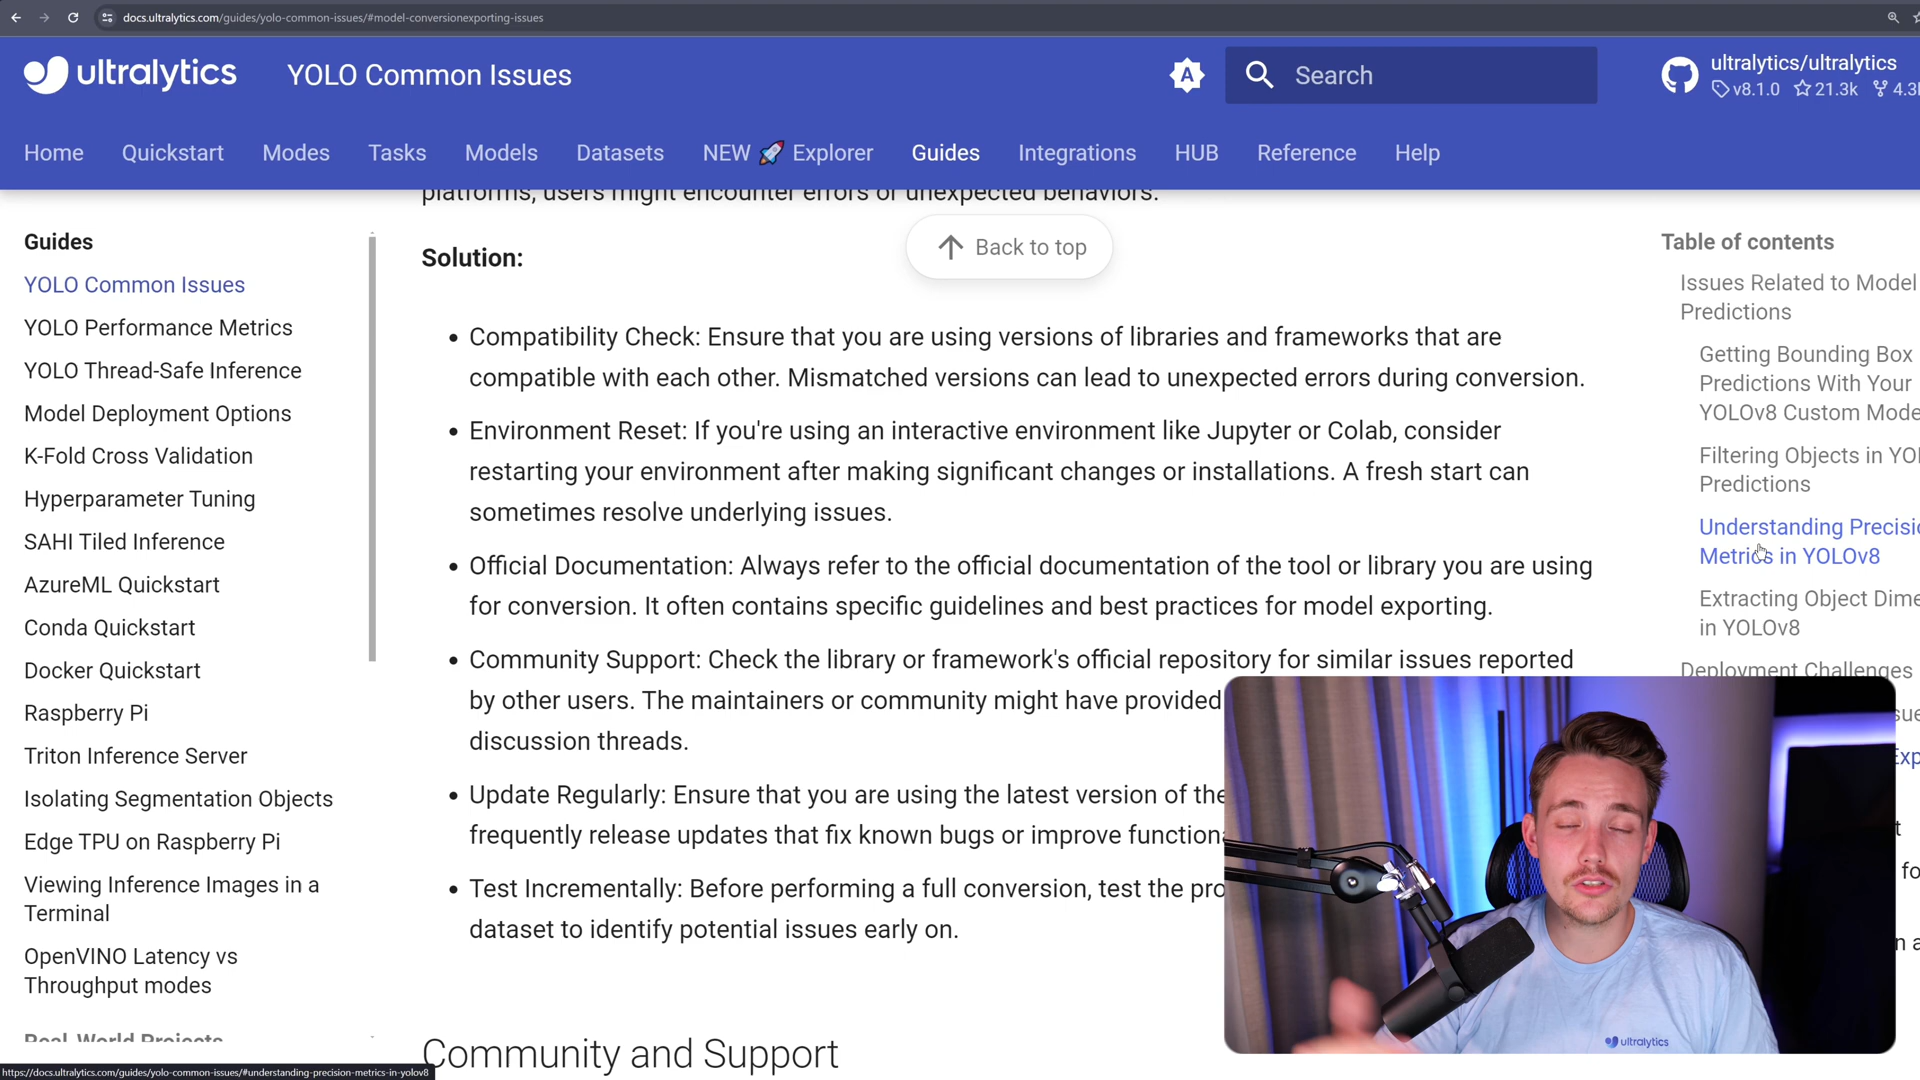 docs.ultralytics.com/guides/yolo-common-issues/#model-conversionexporting-issues
ultralytics
YOLO Common Issues
A
Search
ultralytics/ultralytics
v8.1.0 21.3k
Home Quickstart Modes Tasks Models Datasets NEW 🚀 Explorer Guides Integrations HUB Reference Help
platforms, users might encounter errors or unexpected behaviors.
Back to top
Guides
YOLO Common Issues
YOLO Performance Metrics
YOLO Thread-Safe Inference
Model Deployment Options
K-Fold Cross Validation
Hyperparameter Tuning
SAHI Tiled Inference
AzureML Quickstart
Conda Quickstart
Docker Quickstart
Raspberry Pi
Triton Inference Server
Isolating Segmentation Objects
Edge TPU on Raspberry Pi
Viewing Inference Images in a
Terminal
OpenVINO Latency vs
Throughput modes
Real-World Projects
Solution:
• Compatibility Check: Ensure that you are using versions of libraries and frameworks that are
compatible with each other. Mismatched versions can lead to unexpected errors during conversion.
• Environment Reset: If you're using an interactive environment like Jupyter or Colab, consider
restarting your environment after making significant changes or installations. A fresh start can
sometimes resolve underlying issues.
• Official Documentation: Always refer to the official documentation of the tool or library you are using
for conversion. It often contains specific guidelines and best practices for model exporting.
• Community Support: Check the library or framework's official repository for similar issues reported
by other users. The maintainers or community might have provided
discussion threads.
• Update Regularly: Ensure that you are using the latest version of the
frequently release updates that fix known bugs or improve
• Test Incrementally: Before performing a full conversion, test the
dataset to identify potential issues early on.
Community and Support
Table of contents
Issues Related to Model
Predictions
Getting Bounding Box
Predictions With Your
YOLOv8 Custom
Filtering Objects in
Predictions
Understanding
Metrics in YOLOv8
Extracting Object
in YOLOv8
Deployment Challenges
ultralytics
https://docs.ultralytics.com/guides/yolo-common-issues/#understanding-precision-metrics-in-yolov8